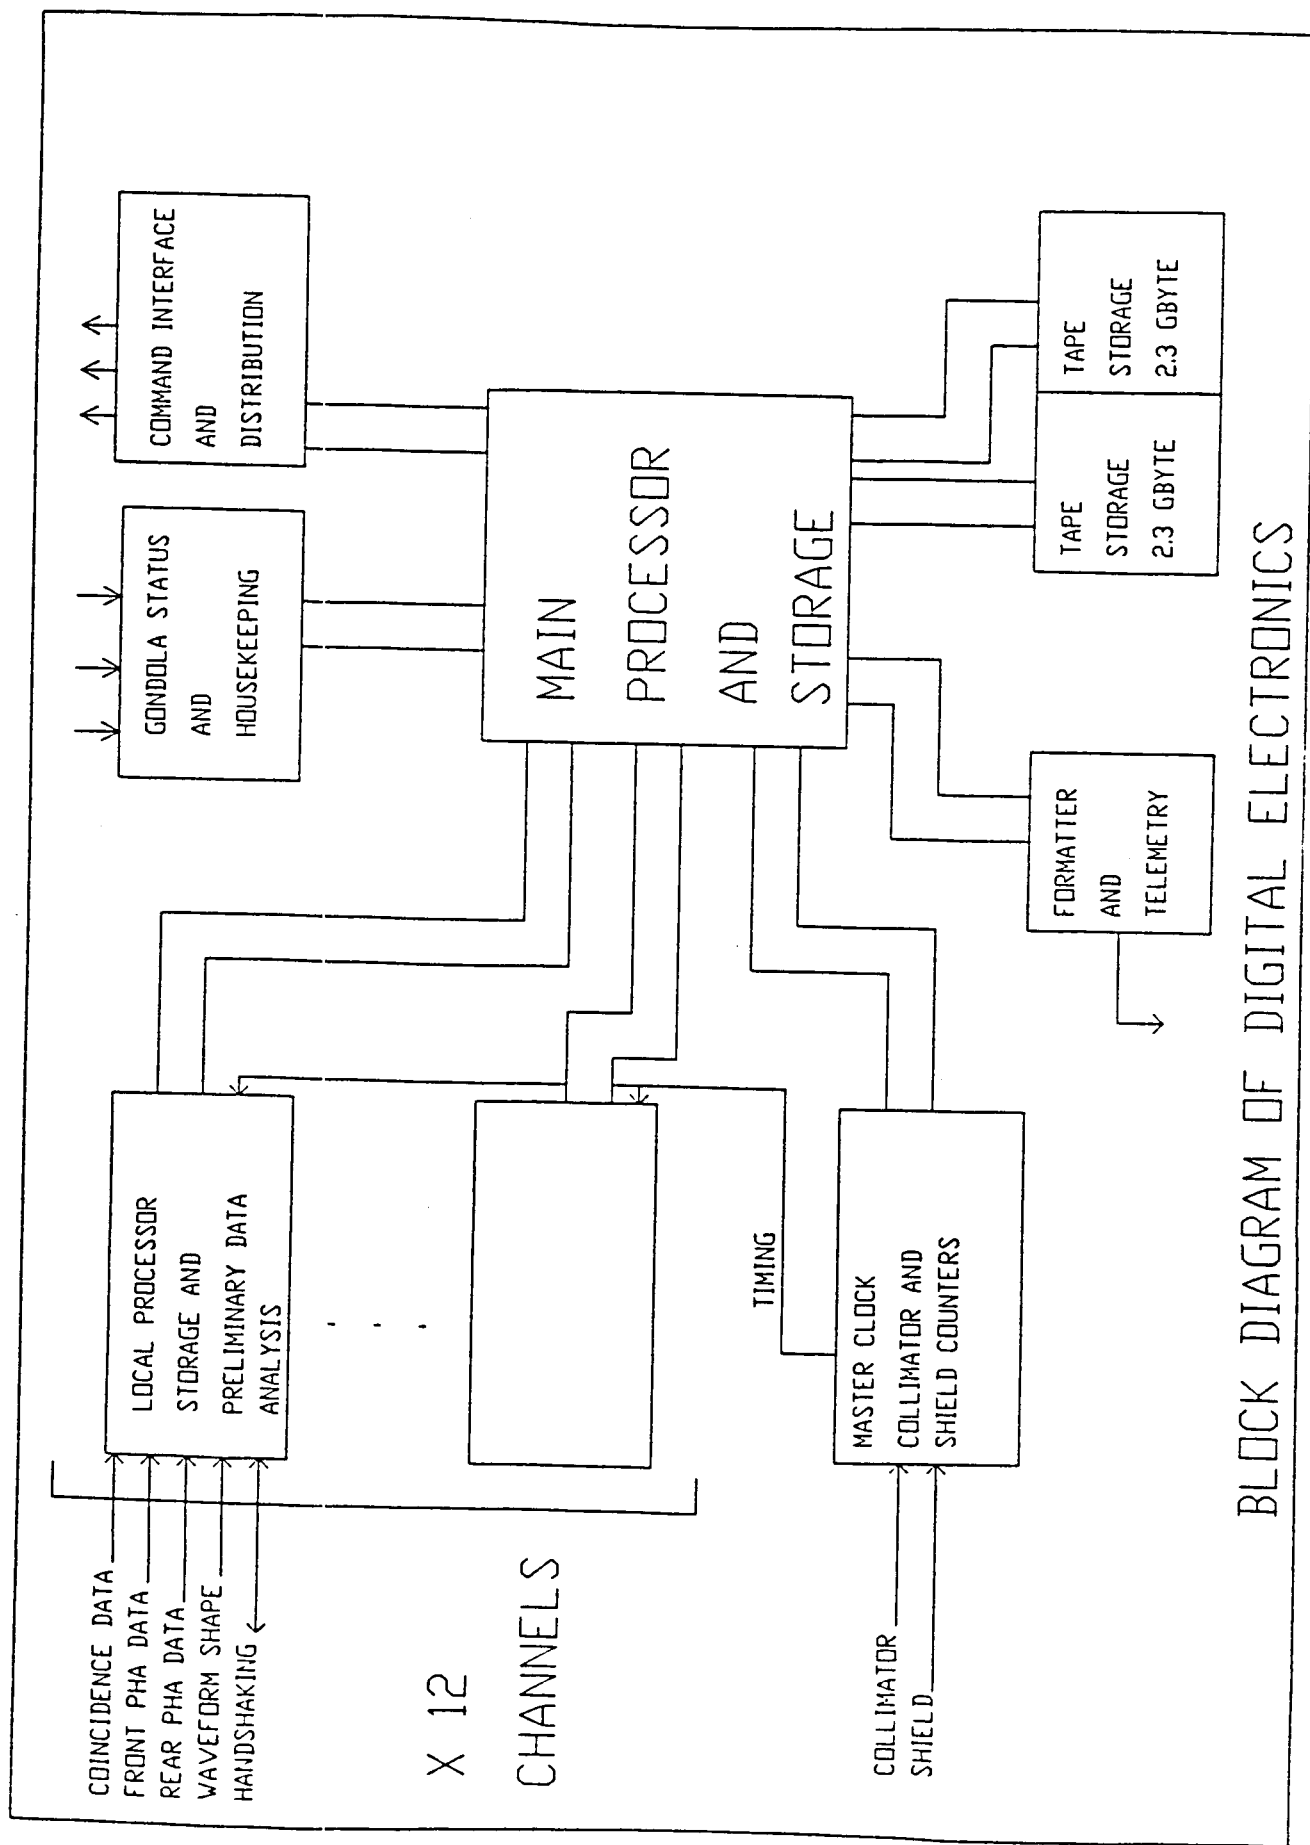 COINCIDENCE DATA
FRONT PHA DATA
REAR PHA DATA
WAVEFORM SHAPE
HANDSHAKING
X 12
CHANNELS
COLLIMATOR
SHIELD
LOCAL PROCESSOR
STORAGE AND
PRELIMINARY DATA
ANALYSIS
TIMING
MASTER CLOCK
COLLIMATOR AND
SHIELD COUNTERS
GONDOLA STATUS
AND
HOUSEKEEPING
COMMAND INTERFACE
AND
DISTRIBUTION
MAIN
PROCESSOR
AND
STORAGE
FORMATTER
AND
TELEMETRY
TAPE
STORAGE
2.3 GBYTE
TAPE
STORAGE
2.3 GBYTE
BLOCK DIAGRAM OF DIGITAL ELECTRONICS